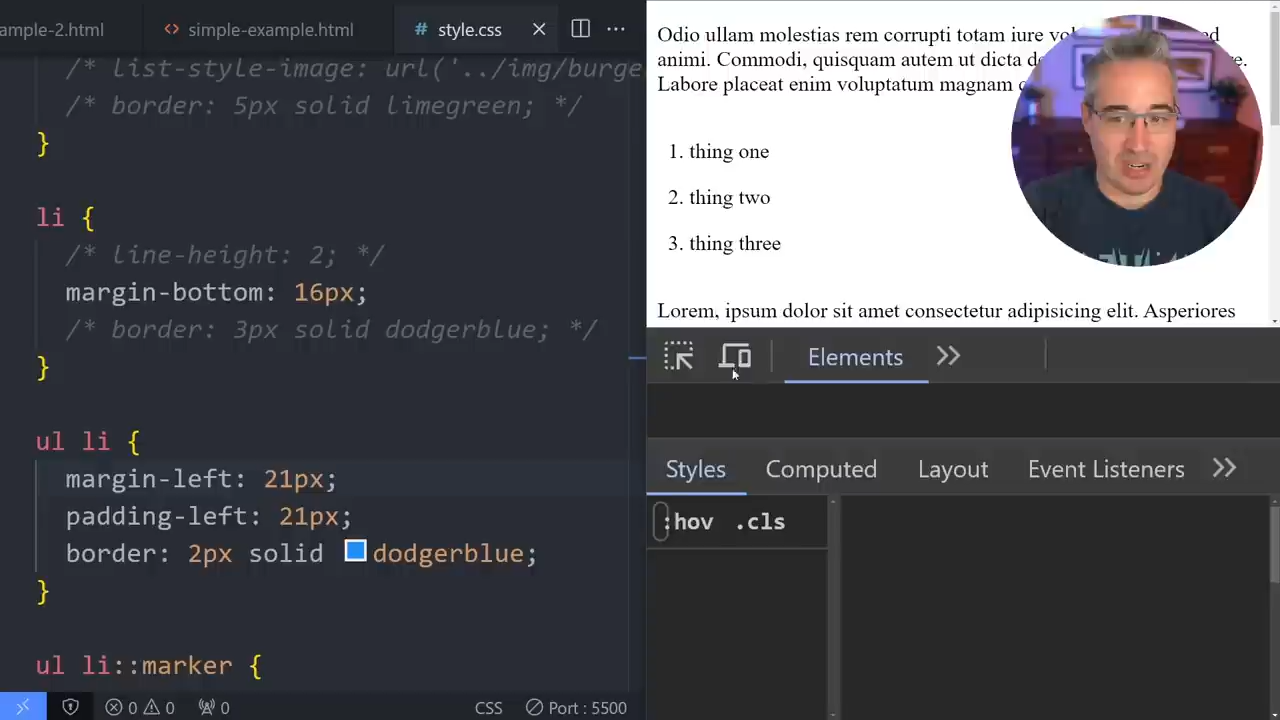 ample-2.html
<> simple-example.html
# style.css
/* list-style-image: url('../img/burge
/* border: 5px solid limegreen; */
}
li {
/* line-height: 2; */
margin-bottom: 16px;
/* border: 3px solid dodgerblue; */
}
ul li {
margin-left: 21px;
padding-left: 21px;
border: 2px solid dodgerblue;
}
ul li::marker {
0 0 0
CSS
Port : 5500
Odio ullam molestias rem corrupti totam iure
animi. Commodi, quisquam autem ut dicta
Labore placeat enim voluptatum magnam
1. thing one
2. thing two
3. thing three
Lorem, ipsum dolor sit amet consectetur adipisicing elit. Asperiores
Elements
Styles Computed Layout Event Listeners
:hov .cls